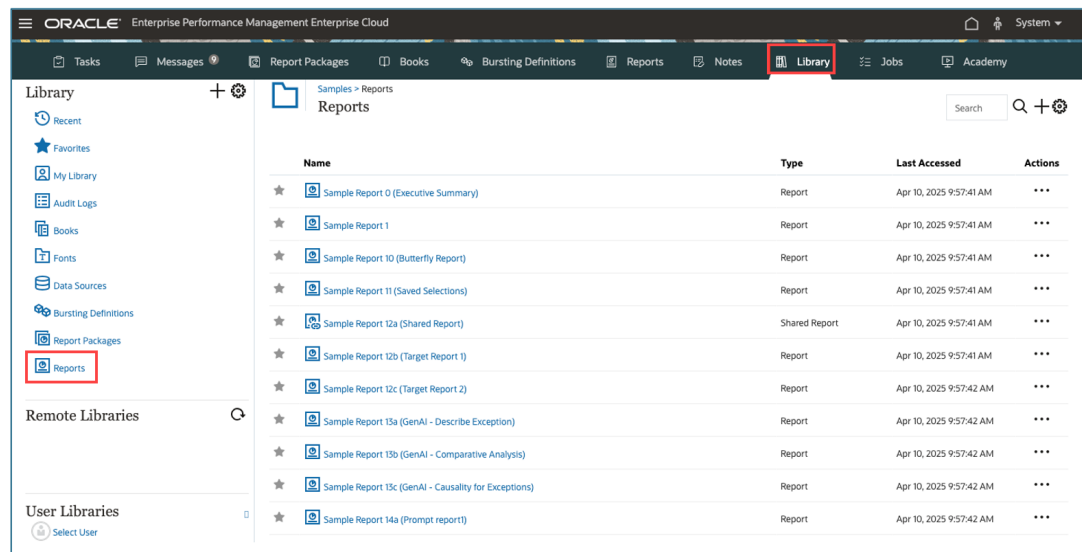 ORACLE Enterprise Performance Management Enterprise Cloud System
Tasks Messages 9 Report Packages Books Bursting Definitions Reports Notes Library Jobs Academy
Library
Recent
Favorites
My Library
Audit Logs
Books
Fonts
Data Sources
Bursting Definitions
Report Packages
Reports
Remote Libraries
User Libraries
Select User
Samples > Reports
Reports
Search
Name Type Last Accessed Actions
Sample Report 0 (Executive Summary) Report Apr 10, 2025 9:57:41 AM
Sample Report 1 Report Apr 10, 2025 9:57:41 AM
Sample Report 10 (Butterfly Report) Report Apr 10, 2025 9:57:41 AM
Sample Report 11 (Saved Selections) Report Apr 10, 2025 9:57:41 AM
Sample Report 12a (Shared Report) Shared Report Apr 10, 2025 9:57:41 AM
Sample Report 12b (Target Report 1) Report Apr 10, 2025 9:57:41 AM
Sample Report 12c (Target Report 2) Report Apr 10, 2025 9:57:42 AM
Sample Report 13a (GenAI - Describe Exception) Report Apr 10, 2025 9:57:42 AM
Sample Report 13b (GenAI - Comparative Analysis) Report Apr 10, 2025 9:57:42 AM
Sample Report 13c (GenAI - Causality for Exceptions) Report Apr 10, 2025 9:57:42 AM
Sample Report 14a (Prompt report1) Report Apr 10, 2025 9:57:42 AM